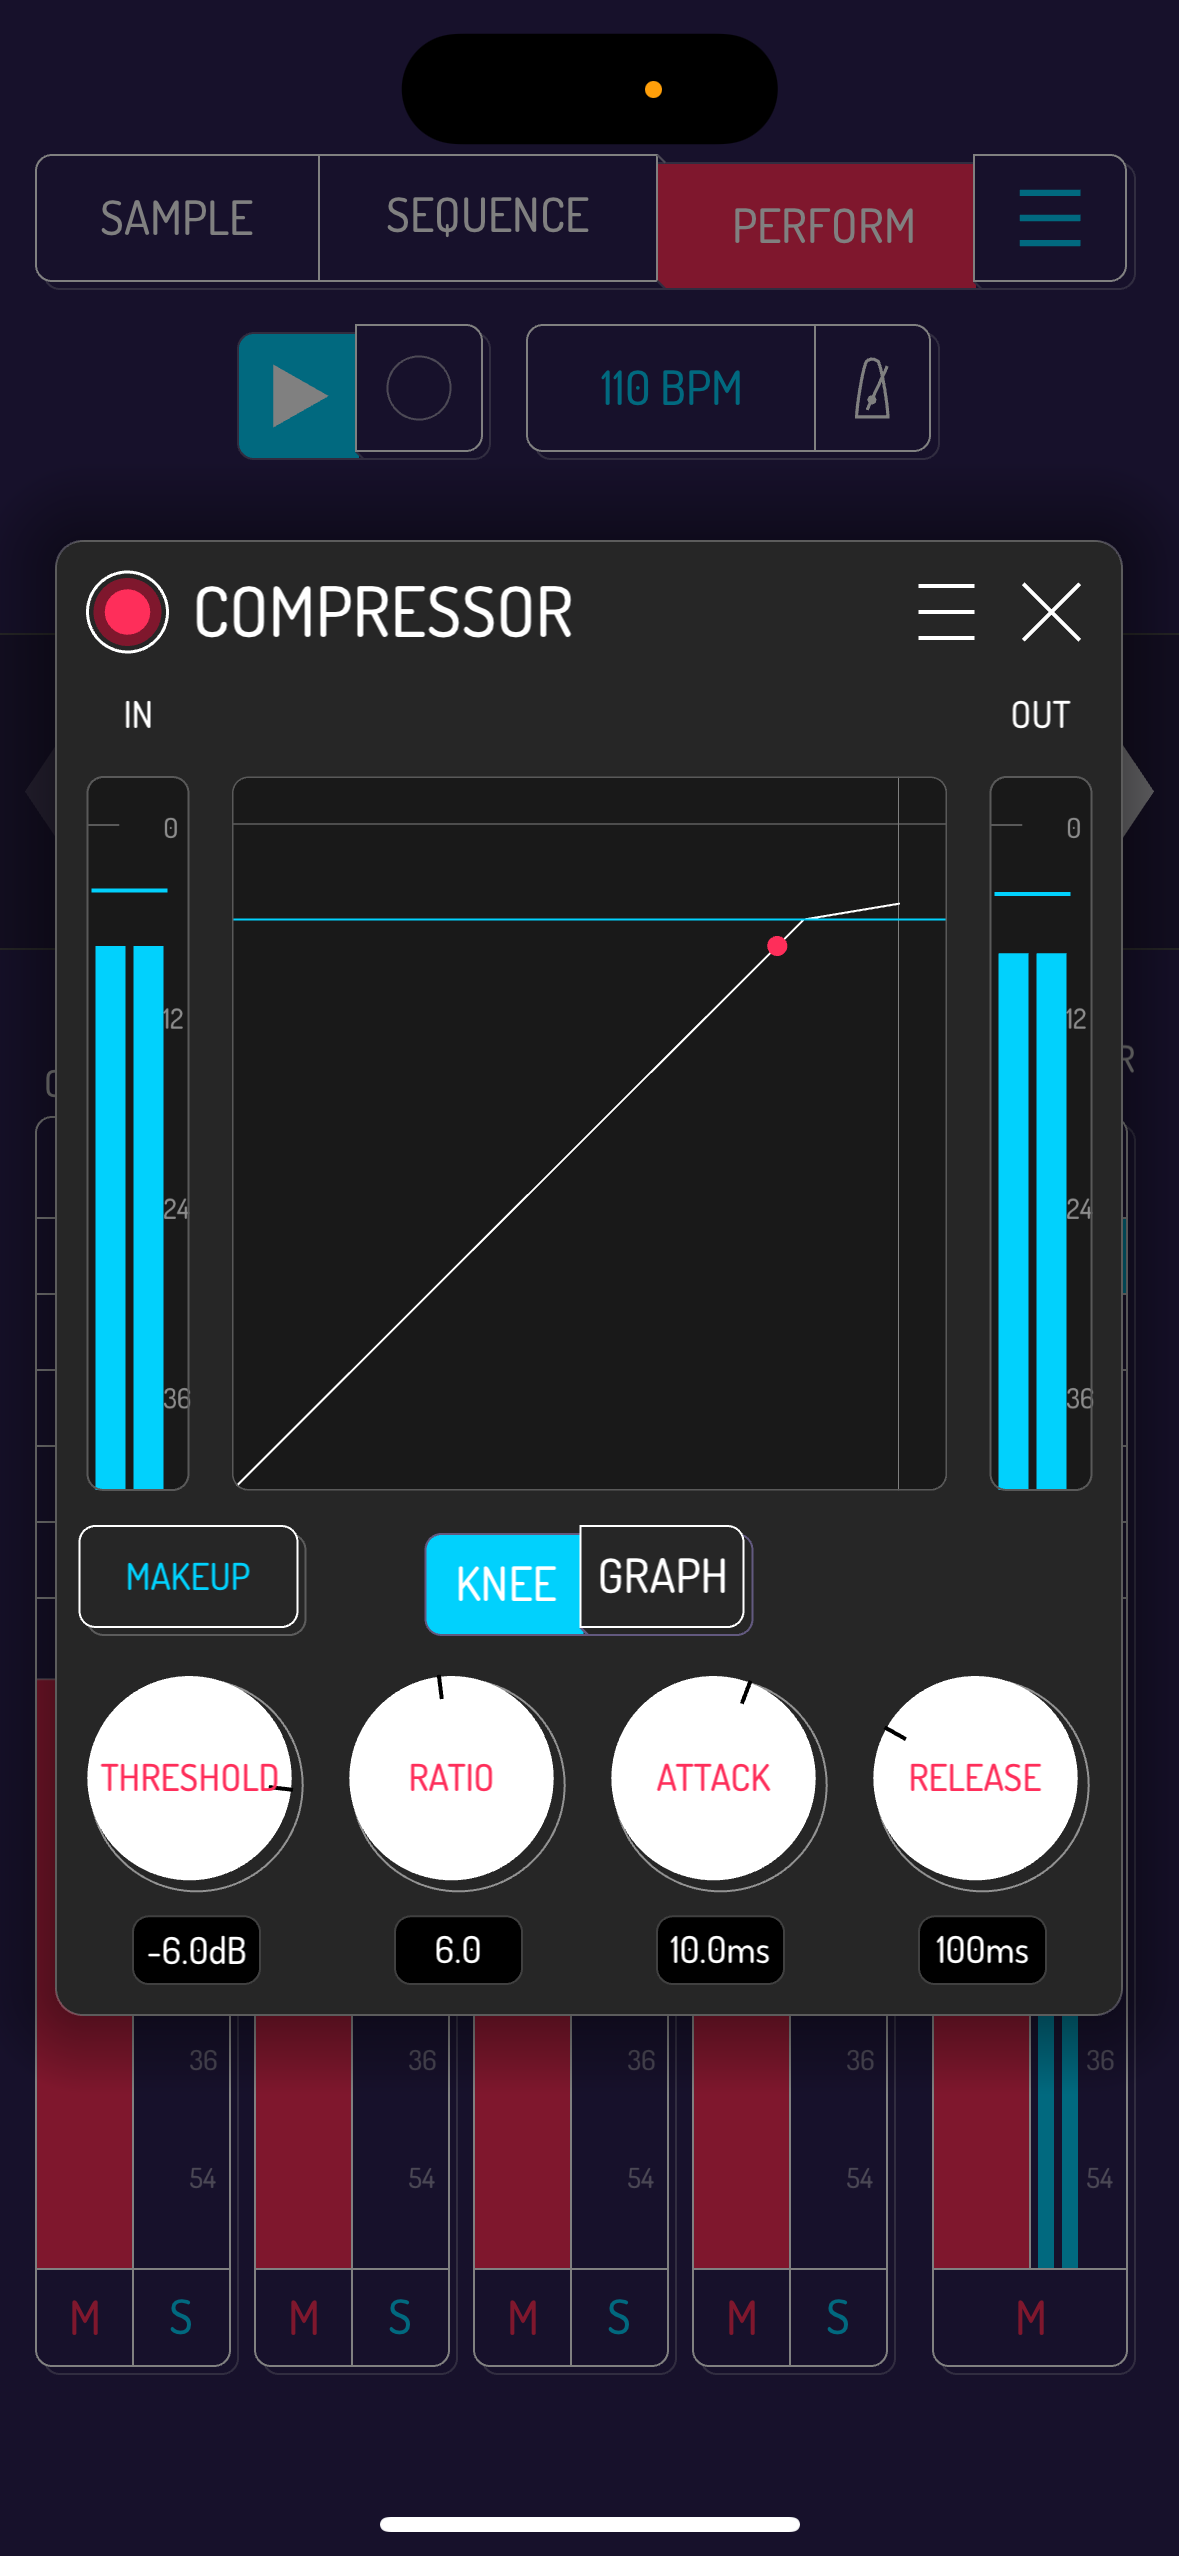 SAMPLE
SEQUENCE
PERFORM
110 BPM
COMPRESSOR
IN
OUT
0
0
12
12
24
24
36
36
MAKEUP
KNEE
GRAPH
THRESHOLD
RATIO
ATTACK
RELEASE
-6.0dB
6.0
10.0ms
100ms
36
36
36
36
36
54
54
54
54
54
M
S
M
S
M
S
M
S
M